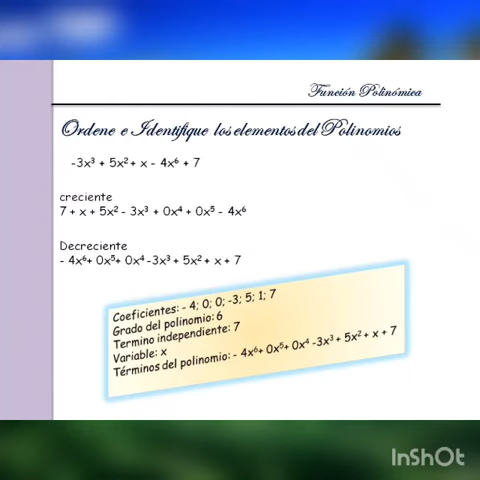 Función Polinómica
Ordene e Identifique los elementos del Polinomios
-3x³ + 5x² + x - 4x⁶ + 7
creciente
7 + x + 5x² - 3x³ + 0x⁴ + 0x⁵ - 4x⁶
Decreciente
- 4x⁶+ 0x⁵+ 0x⁴ -3x³ + 5x² + x + 7
Coeficientes: - 4; 0; 0; -3; 5; 1; 7
Grado del polinomio: 6
Termino independiente: 7
Variable: x
Términos del polinomio: - 4x⁶+ 0x⁵+ 0x⁴ -3x³ + 5x² + x + 7
InShOt